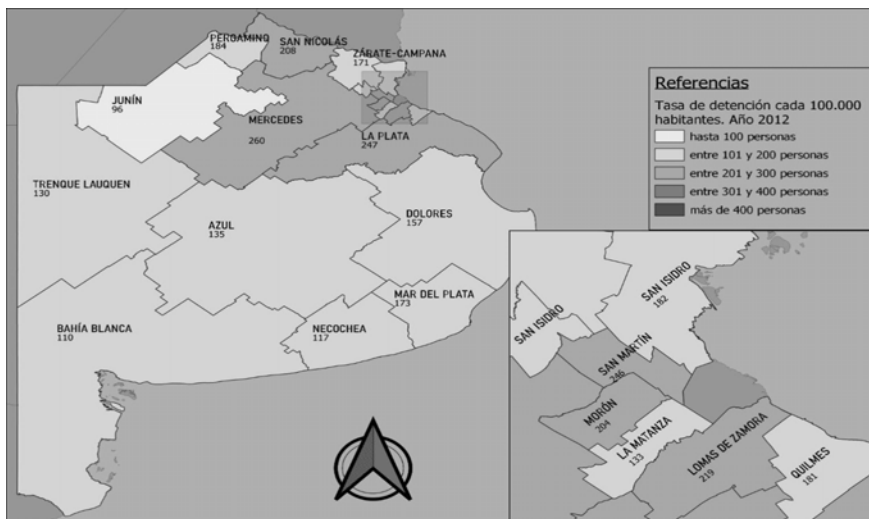 PERGAMINO
184
SAN NICOLÁS
208
ZÁRATE-CAMPANA
171
JUNÍN
96
MERCEDES
260
LA PLATA
247
TRENQUE LAUQUEN
130
AZUL
135
DOLORES
157
MAR DEL PLATA
173
NECOCHEA
117
BAHÍA BLANCA
110
Referencias
Tasa de detención cada 100.000
habitantes. Año 2012
hasta 100 personas
entre 101 y 200 personas
entre 201 y 300 personas
entre 301 y 400 personas
más de 400 personas
SAN ISIDRO
182
SAN ISIDRO
SAN MARTÍN
246
MORÓN
204
LA MATANZA
133
LOMAS DE ZAMORA
219
QUILMES
181